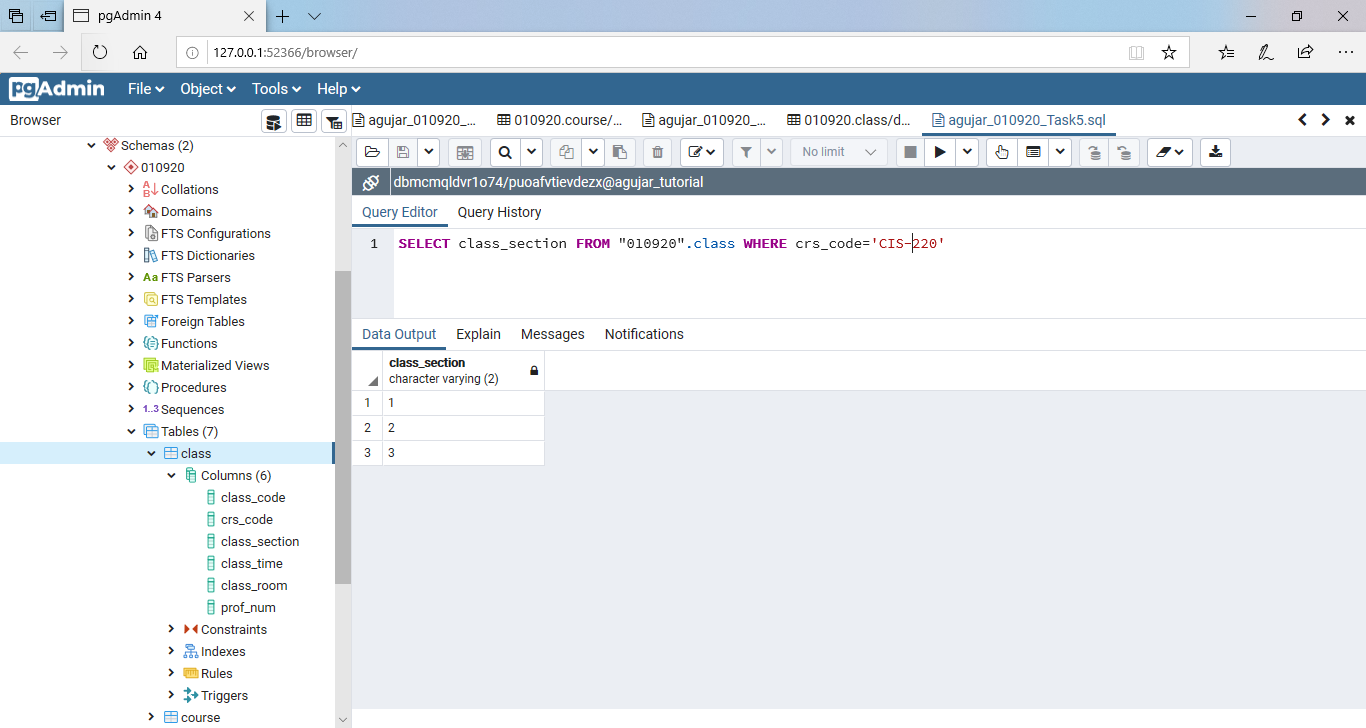 pgAdmin 4
127.0.0.1:52366/browser/
pgAdmin File Object Tools Help
Browser
agujar_010920_... 010920.course/... agujar_010920_... 010920.class/d... agujar_010920_Task5.sql
No limit
dbmcmqldvr1o74/puoafvtievdezx@agujar_tutorial
Query Editor Query History
1 SELECT class_section FROM "010920".class WHERE crs_code='CIS-220'
Data Output Explain Messages Notifications
class_section
character varying (2)
1 1
2 2
3 3
Schemas (2)
010920
Collations
Domains
FTS Configurations
FTS Dictionaries
Aa FTS Parsers
FTS Templates
Foreign Tables
Functions
Materialized Views
Procedures
1..3 Sequences
Tables (7)
class
Columns (6)
class_code
crs_code
class_section
class_time
class_room
prof_num
Constraints
Indexes
Rules
Triggers
course